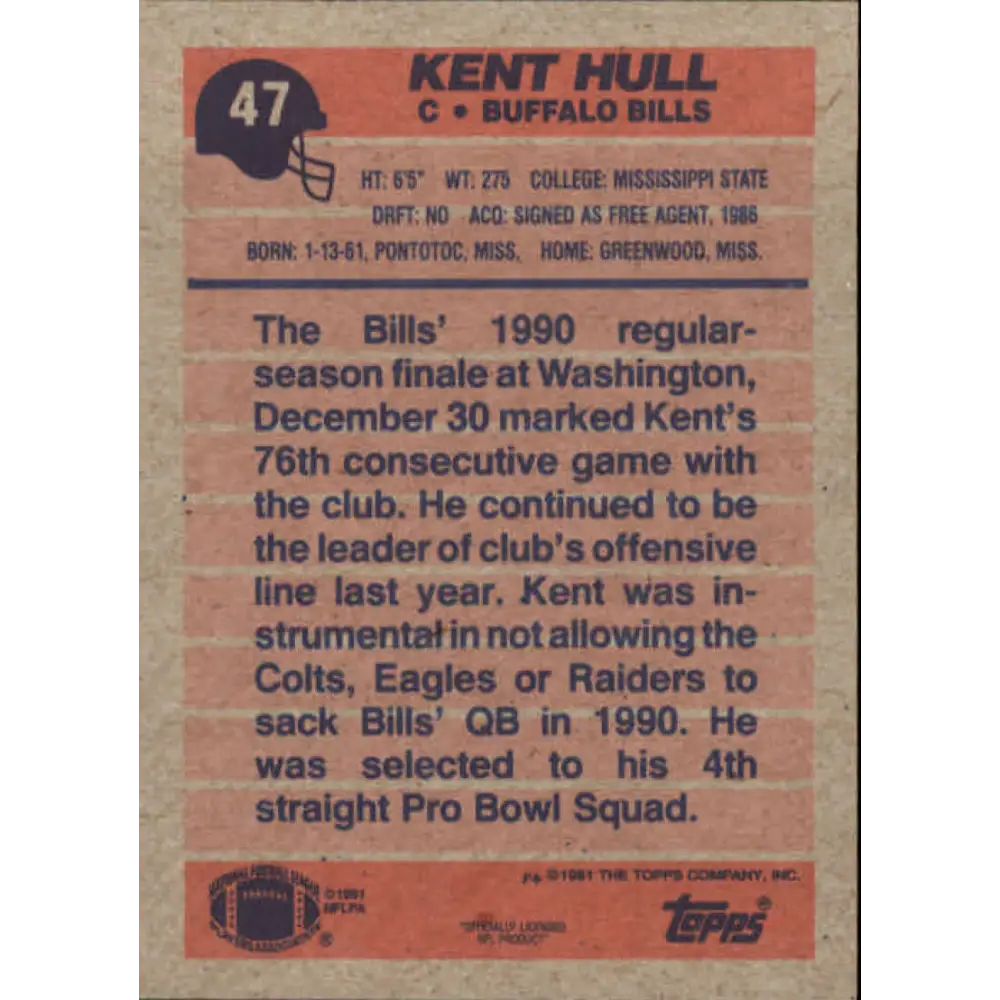 47
KENT HULL
C • BUFFALO BILLS
HT: 6'5" WT: 275 COLLEGE: MISSISSIPPI STATE
DRFT: NO ACQ: SIGNED AS FREE AGENT, 1986
BORN: 1-13-61, PONTOTOC, MISS. HOME: GREENWOOD, MISS.
The Bills' 1990 regular-
season finale at Washington,
December 30 marked Kent's
76th consecutive game with
the club. He continued to be
the leader of club's offensive
line last year. Kent was in-
strumental in not allowing the
Colts, Eagles or Raiders to
sack Bills' QB in 1990. He
was selected to his 4th
straight Pro Bowl Squad.
NATIONAL FOOTBALL LEAGUE
PLAYERS ASSOCIATION
®
©1991
NFLPA
"OFFICIALLY LICENSED
NFL PRODUCT"
©1991 THE TOPPS COMPANY, INC.
TOPPS®